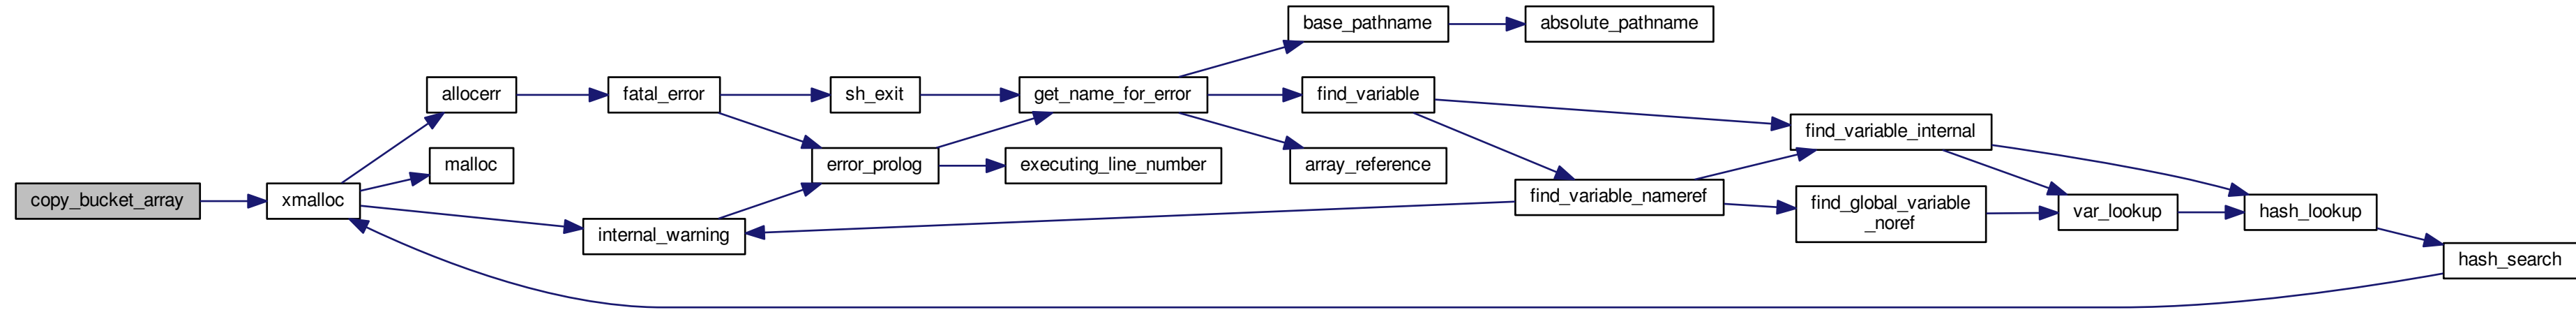 base_pathname
absolute_pathname
allocerr
fatal_error
sh_exit
get_name_for_error
find_variable
find_variable_internal
malloc
error_prolog
executing_line_number
array_reference
copy_bucket_array
xmalloc
find_variable_nameref
find_global_variable
_noref
var_lookup
hash_lookup
internal_warning
hash_search